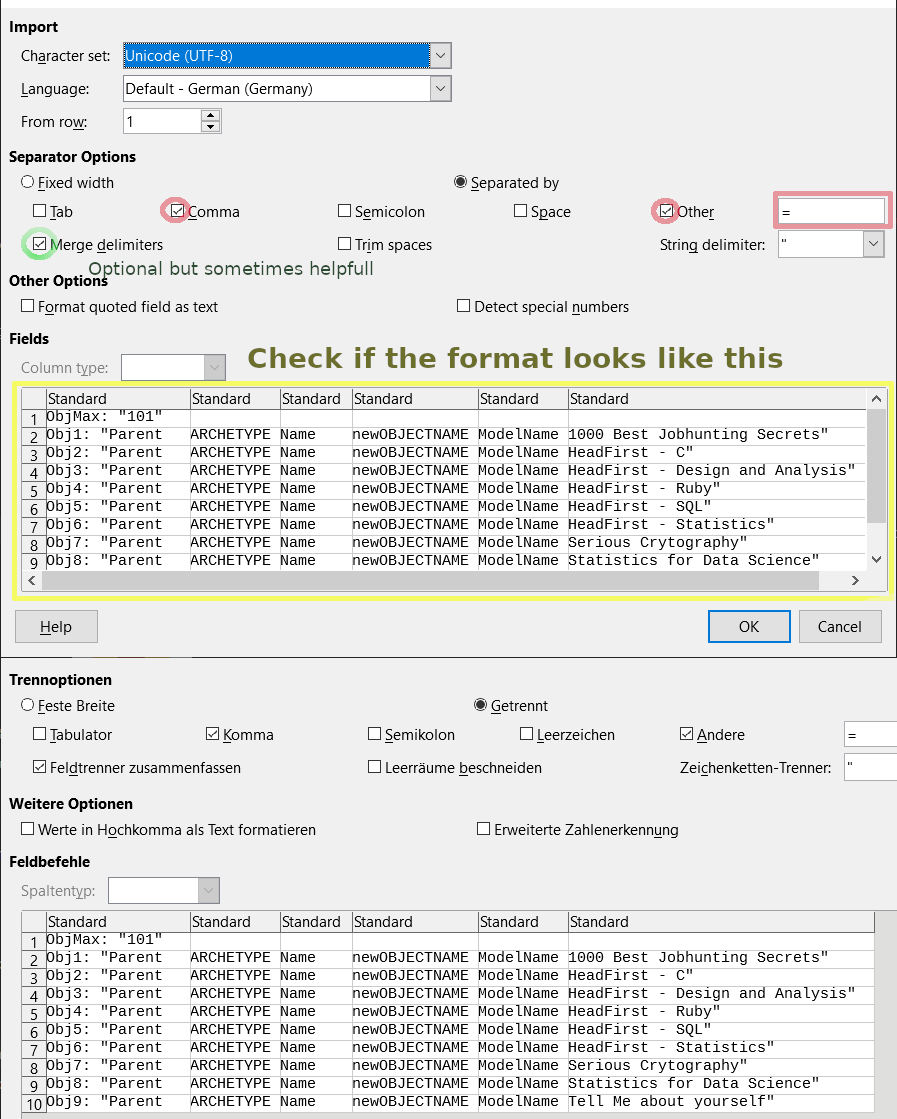 Import
Character set: Unicode (UTF-8)
Language: Default - German (Germany)
From row: 1
Separator Options
Fixed width Separated by
Tab Comma Semicolon Space Other =
Merge delimiters Trim spaces String delimiter: "
Optional but sometimes helpfull
Other Options
Format quoted field as text Detect special numbers
Fields
Column type: Check if the format looks like this
Standard Standard Standard Standard Standard Standard
1 ObjMax: "101"
2 Obj1: "Parent ARCHETYPE Name newOBJECTNAME ModelName 1000 Best Jobhunting Secrets"
3 Obj2: "Parent ARCHETYPE Name newOBJECTNAME ModelName HeadFirst - C"
4 Obj3: "Parent ARCHETYPE Name newOBJECTNAME ModelName HeadFirst - Design and Analysis"
5 Obj4: "Parent ARCHETYPE Name newOBJECTNAME ModelName HeadFirst - Ruby"
6 Obj5: "Parent ARCHETYPE Name newOBJECTNAME ModelName HeadFirst - SQL"
7 Obj6: "Parent ARCHETYPE Name newOBJECTNAME ModelName HeadFirst - Statistics"
8 Obj7: "Parent ARCHETYPE Name newOBJECTNAME ModelName Serious Crytography"
9 Obj8: "Parent ARCHETYPE Name newOBJECTNAME ModelName Statistics for Data Science"
Help OK Cancel
Trennoptionen
Feste Breite Getrennt
Tabulator Komma Semikolon Leerzeichen Andere =
Feldtrenner zusammenfassen Leerräume beschneiden Zeichenketten-Trenner: "
Weitere Optionen
Werte in Hochkomma als Text formatieren Erweiterte Zahlenerkennung
Feldbefehle
Spaltentyp:
Standard Standard Standard Standard Standard Standard
1 ObjMax: "101"
2 Obj1: "Parent ARCHETYPE Name newOBJECTNAME ModelName 1000 Best Jobhunting Secrets"
3 Obj2: "Parent ARCHETYPE Name newOBJECTNAME ModelName HeadFirst - C"
4 Obj3: "Parent ARCHETYPE Name newOBJECTNAME ModelName HeadFirst - Design and Analysis"
5 Obj4: "Parent ARCHETYPE Name newOBJECTNAME ModelName HeadFirst - Ruby"
6 Obj5: "Parent ARCHETYPE Name newOBJECTNAME ModelName HeadFirst - SQL"
7 Obj6: "Parent ARCHETYPE Name newOBJECTNAME ModelName HeadFirst - Statistics"
8 Obj7: "Parent ARCHETYPE Name newOBJECTNAME ModelName Serious Crytography"
9 Obj8: "Parent ARCHETYPE Name newOBJECTNAME ModelName Statistics for Data Science"
10 Obj9: "Parent ARCHETYPE Name newOBJECTNAME ModelName Tell Me about yourself"